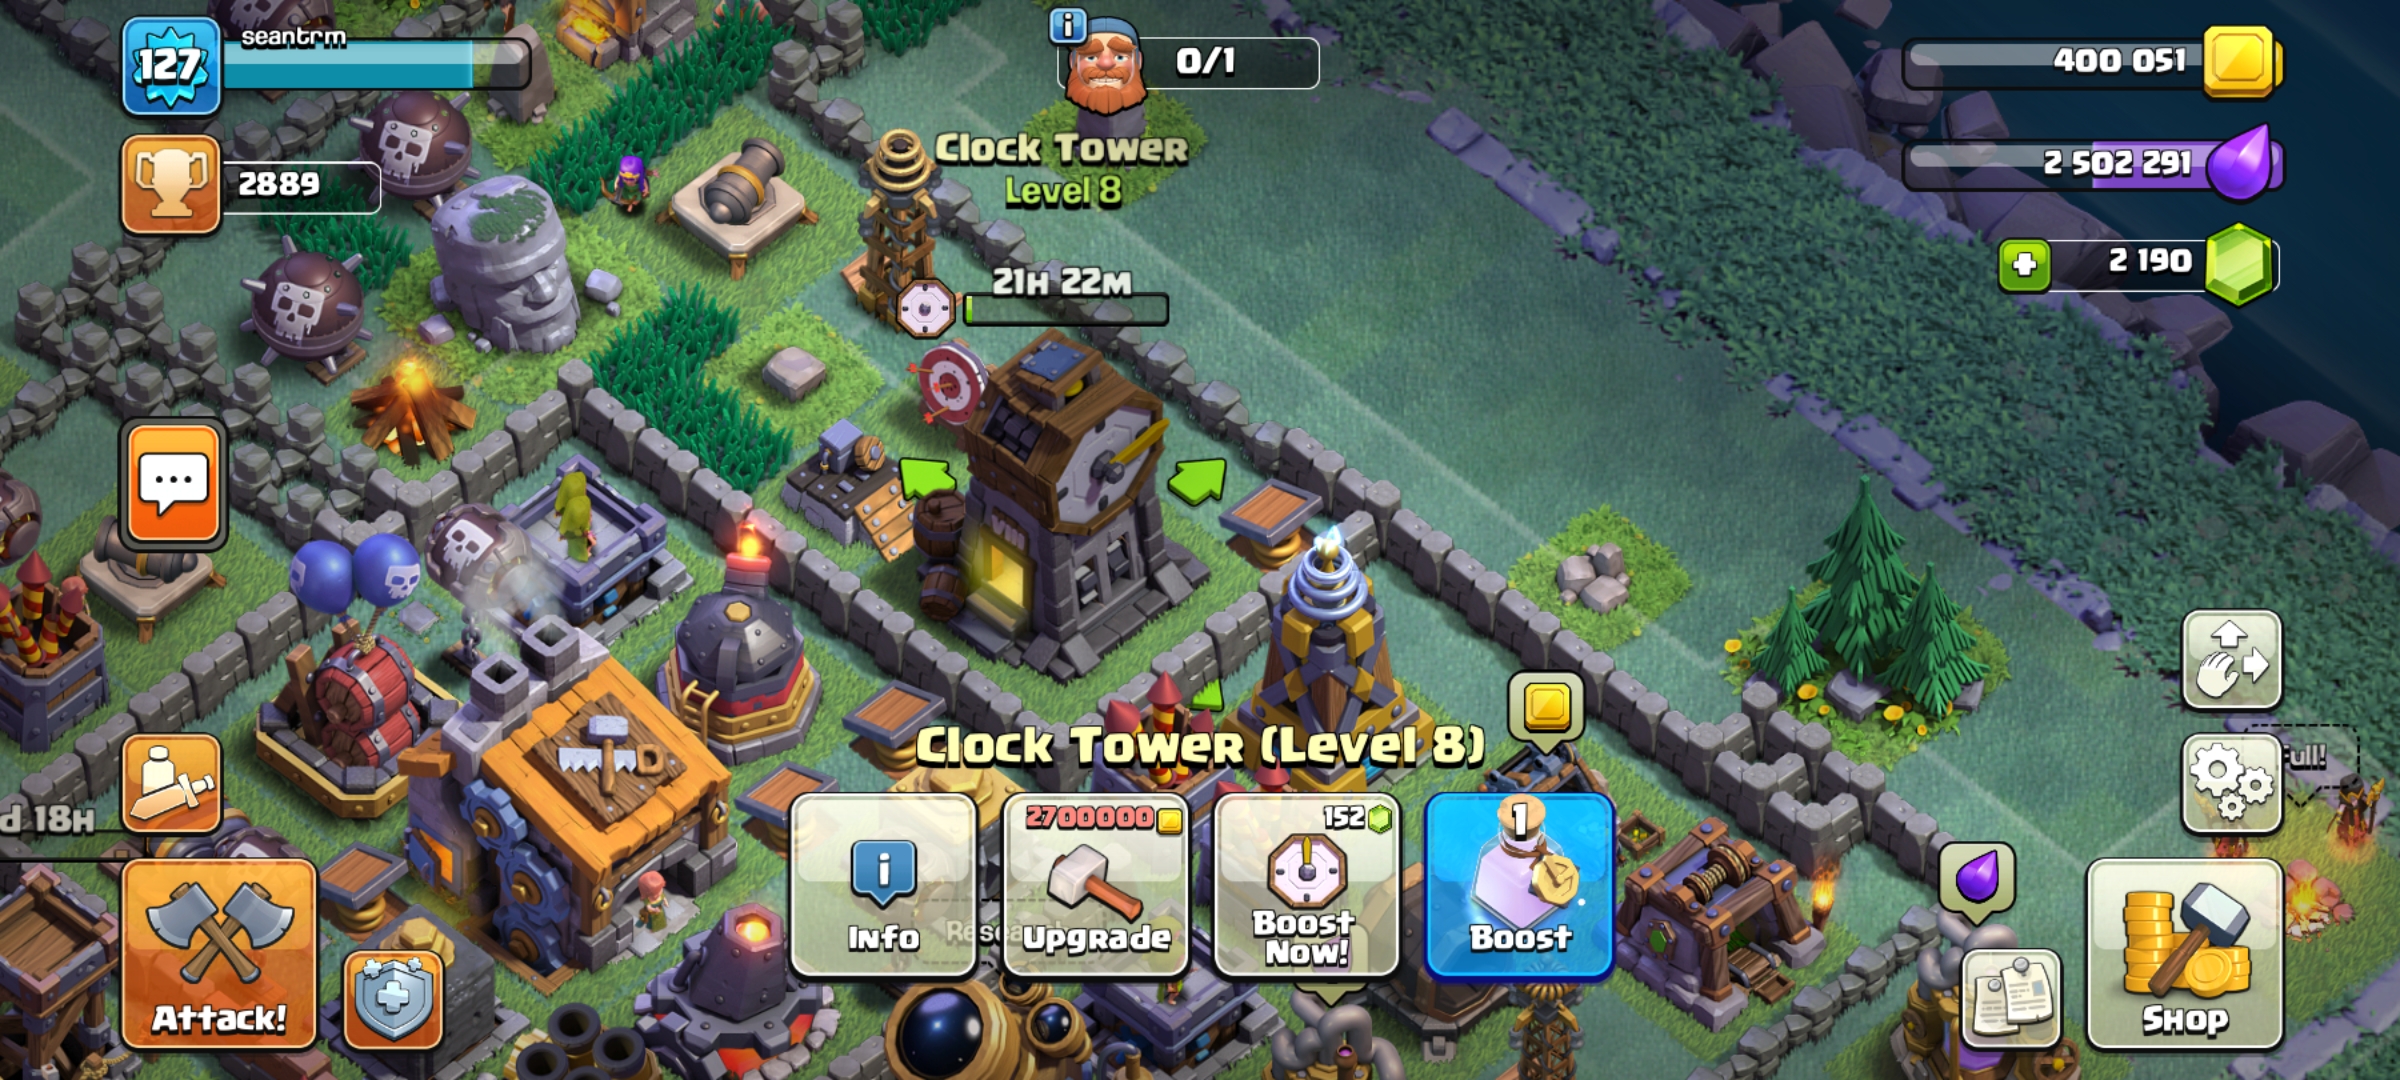 127
seantrm
2889
0/1
400 051
2 502 291
2 190
Clock Tower
Level 8
21H 22M
d 18H
Full!
Clock Tower (Level 8)
Info
2700000
Upgrade
152
Boost
Now!
1
Boost
Attack!
Shop